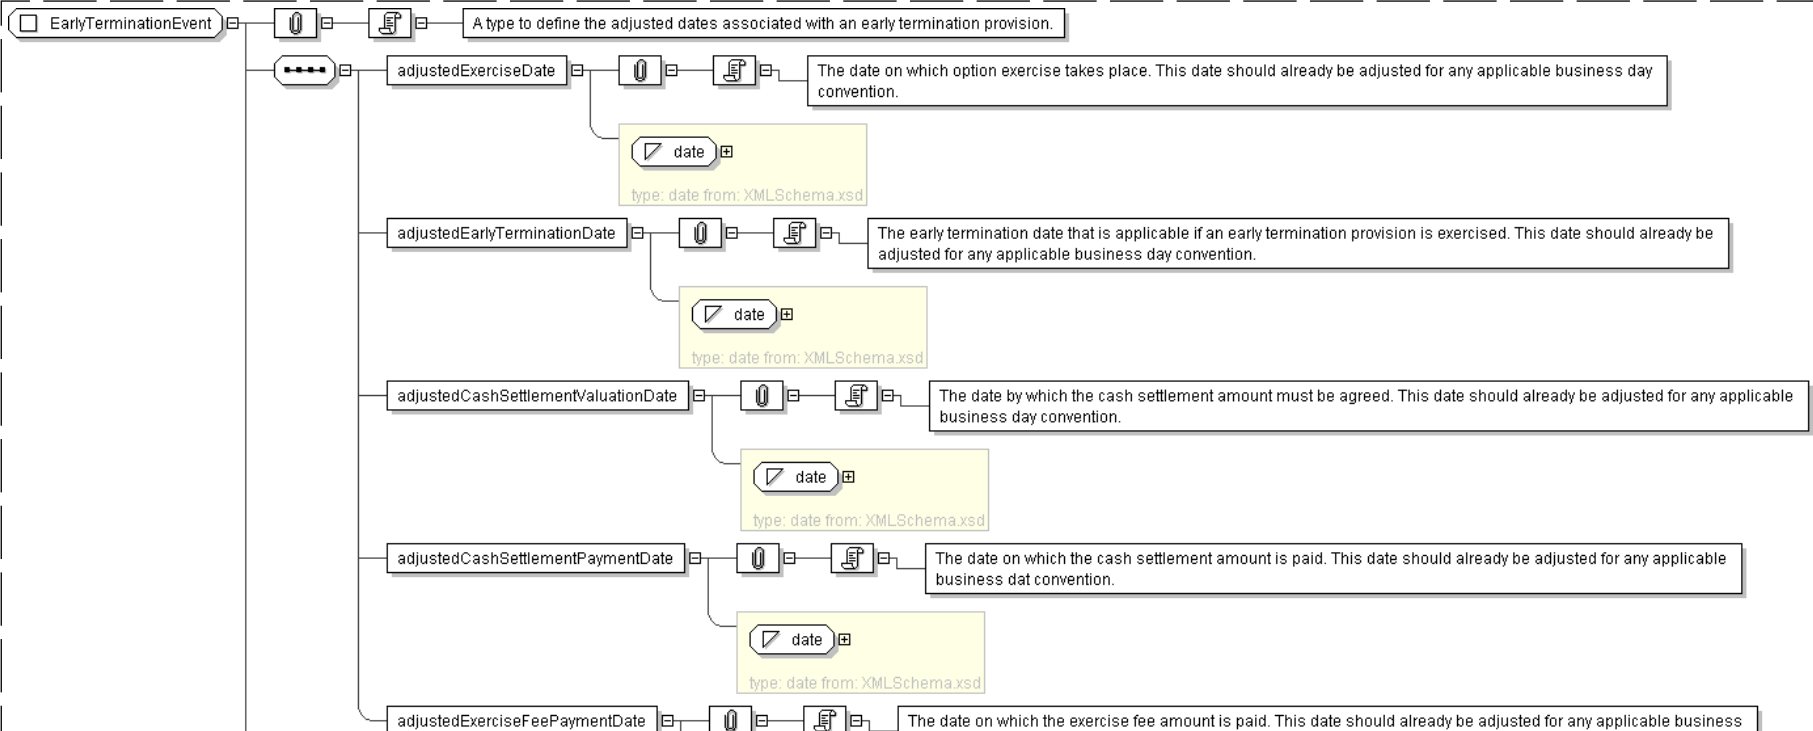 EarlyTerminationEvent
A type to define the adjusted dates associated with an early termination provision.
adjustedExerciseDate
The date on which option exercise takes place. This date should already be adjusted for any applicable business day
convention.
date
type: date from: XMLSchema.xsd
adjustedEarlyTerminationDate
The early termination date that is applicable if an early termination provision is exercised. This date should already be
adjusted for any applicable business day convention.
date
type: date from: XMLSchema.xsd
adjustedCashSettlementValuationDate
The date by which the cash settlement amount must be agreed. This date should already be adjusted for any applicable
business day convention.
date
type: date from: XMLSchema.xsd
adjustedCashSettlementPaymentDate
The date on which the cash settlement amount is paid. This date should already be adjusted for any applicable
business dat convention.
date
type: date from: XMLSchema.xsd
adjustedExerciseFeePaymentDate
The date on which the exercise fee amount is paid. This date should already be adjusted for any applicable business